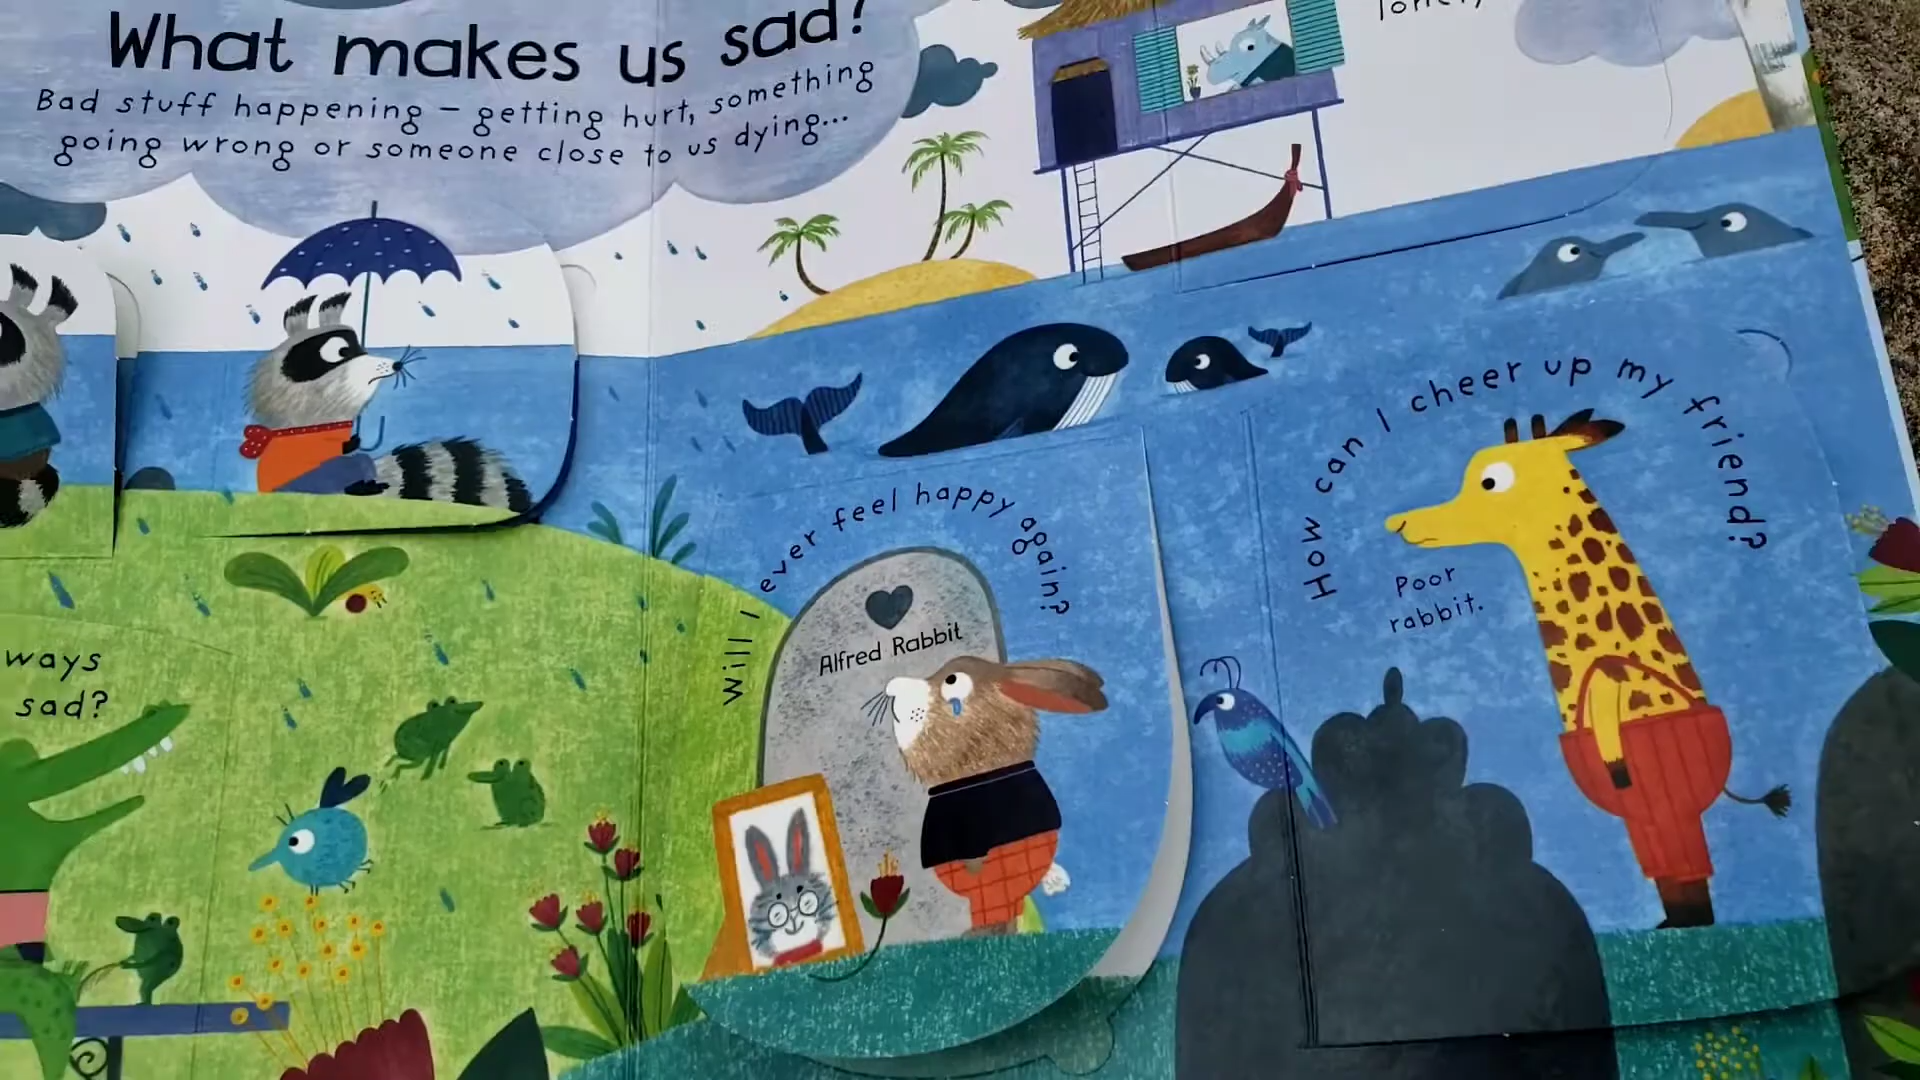 What makes us sad?
Bad stuff happening – getting hurt, something
going wrong or someone close to us dying...
lonely
How can I cheer up my friend?
Poor
rabbit.
Will I ever feel happy again?
Alfred Rabbit
ways
sad?